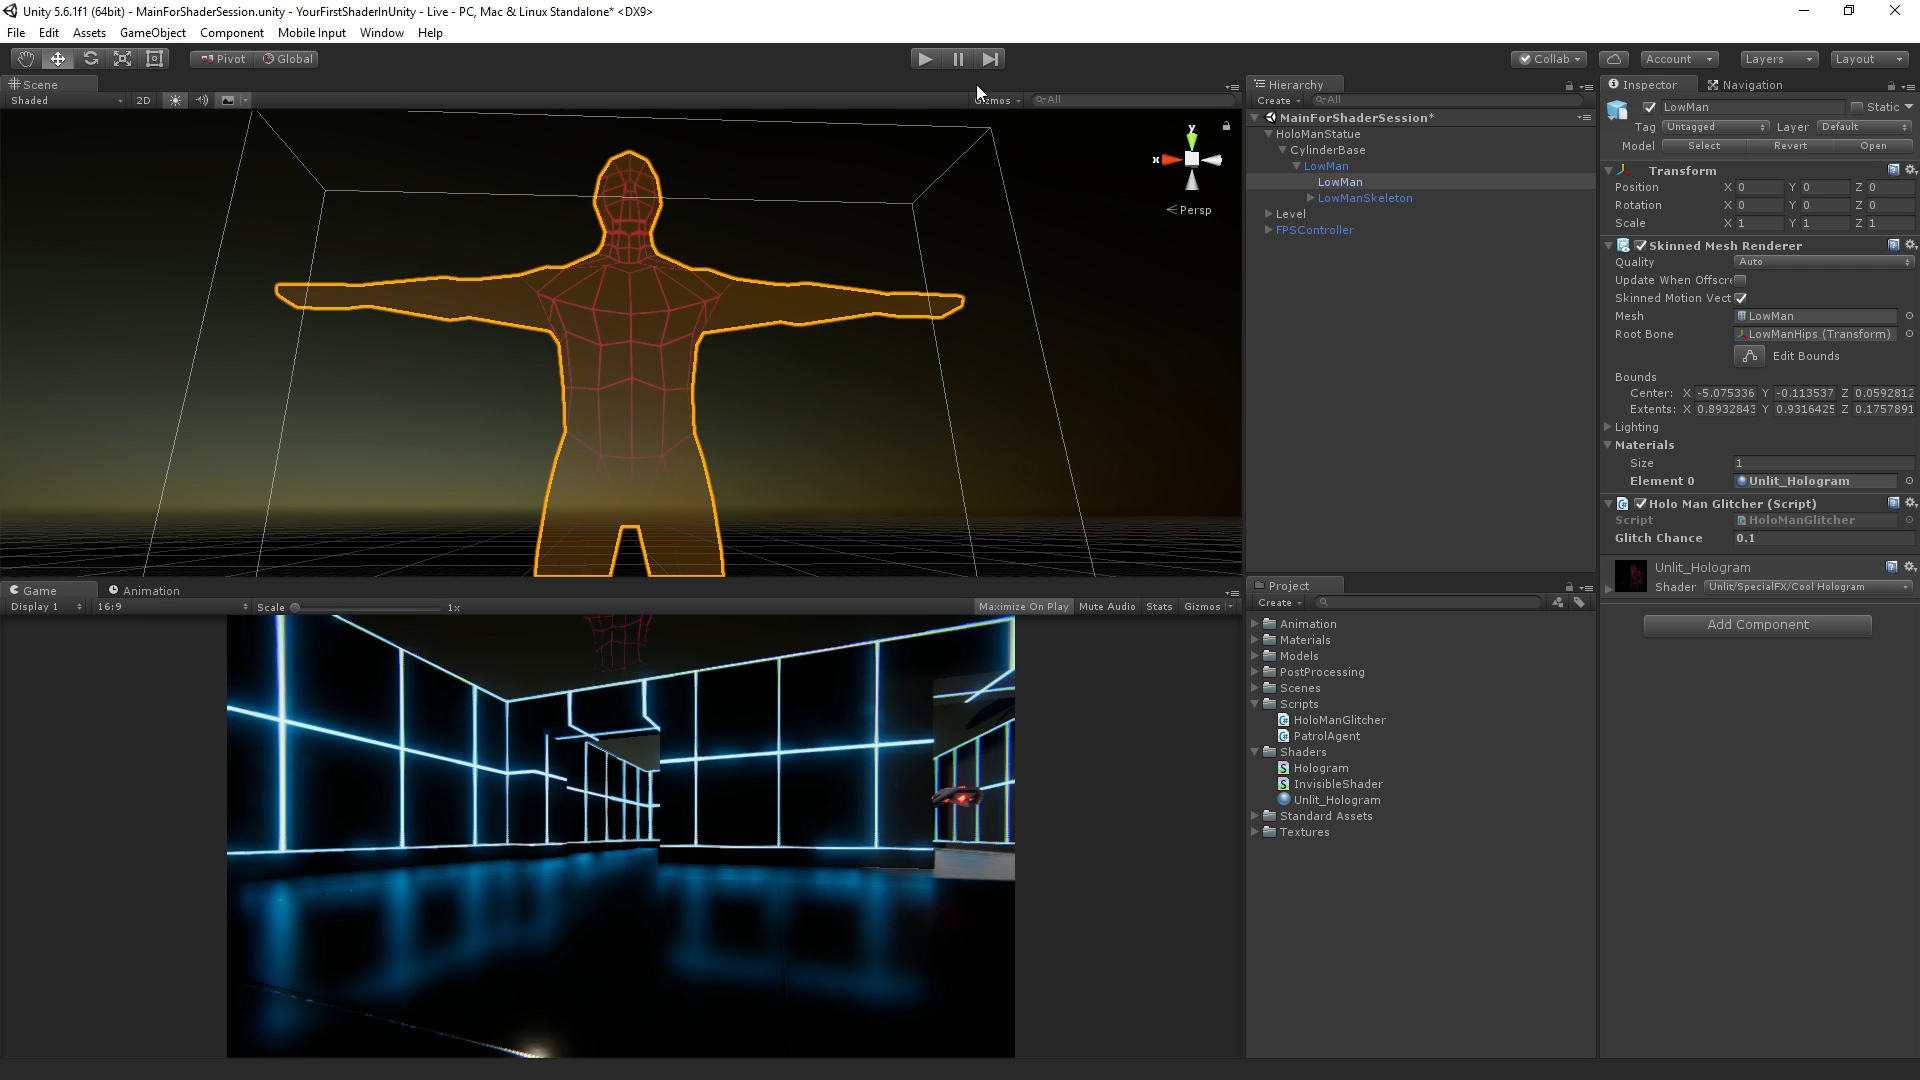 Unity 5.6.1f1 (64bit) - MainForShaderSession.unity - YourFirstShaderInUnity - Live - PC, Mac & Linux Standalone* <DX9>
File Edit Assets GameObject Component Mobile Input Window Help
Pivot Global Collab Account Layers Layout
Scene
Shaded 2D All
y
x
Persp
Game Animation
Display 1 16:9 Scale 1x Maximize On Play Mute Audio Stats Gizmos
Hierarchy
Create All
MainForShaderSession*
HoloManStatue
CylinderBase
LowMan
LowMan
LowManSkeleton
Level
FPSController
Project
Create
Animation
Materials
Models
PostProcessing
Scenes
Scripts
HoloManGlitcher
PatrolAgent
Shaders
Hologram
InvisibleShader
Unlit_Hologram
Standard Assets
Textures
Inspector Navigation
LowMan Static
Tag Untagged Layer Default
Model Select Revert Open
Transform
Position X 0 Y 0 Z 0
Rotation X 0 Y 0 Z 0
Scale X 1 Y 1 Z 1
Skinned Mesh Renderer
Quality Auto
Update When Offscre
Skinned Motion Vect
Mesh LowMan
Root Bone LowManHips (Transform)
Edit Bounds
Bounds
Center: X -5.075336 Y -0.113537 Z 0.0592812
Extents: X 0.8932843 Y 0.9316425 Z 0.1757891
Lighting
Materials
Size 1
Element 0 Unlit_Hologram
Holo Man Glitcher (Script)
Script HoloManGlitcher
Glitch Chance 0.1
Unlit_Hologram
Shader Unlit/SpecialFX/Cool Hologram
Add Component